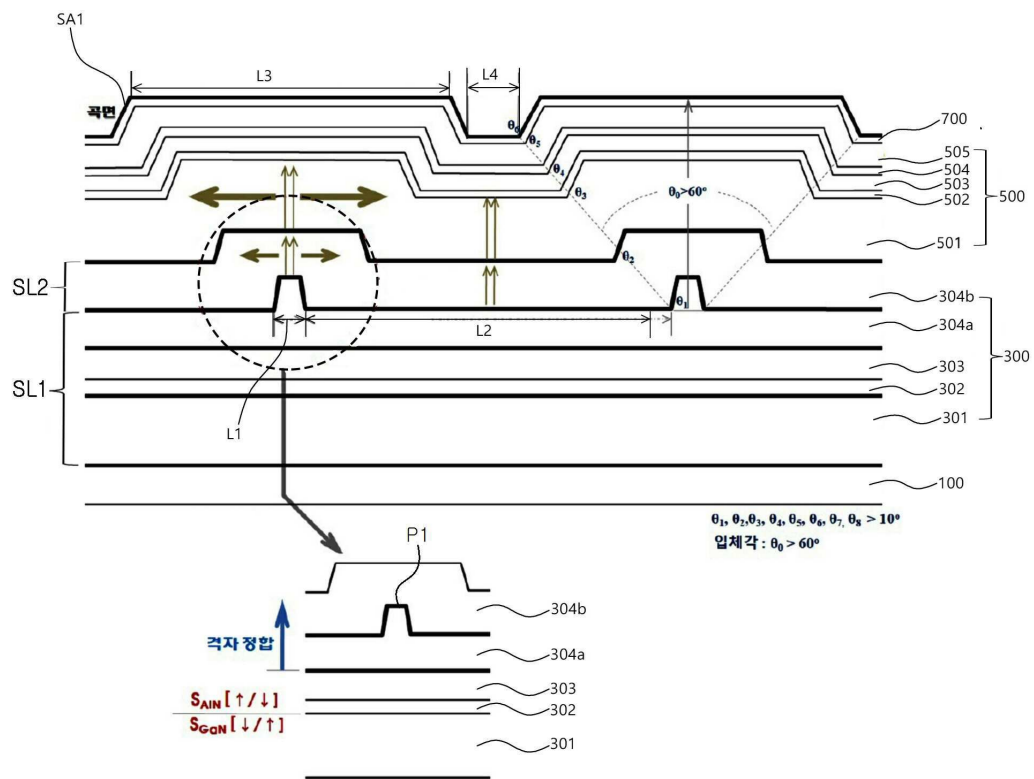 SA1
L3
L4
곡면
700
θ6
θ5
505
504
θ4
503
θ3
θ0>60°
502
500
501
θ2
SL2
304b
θ1
304a
L2
300
303
SL1
302
L1
301
100
θ1, θ2,θ3, θ4, θ5, θ6, θ7, θ8 > 10°
입체각 : θ0 > 60°
P1
304b
격자 정합
304a
303
SAlN [↑/↓]
302
SGaN [↓/↑]
301